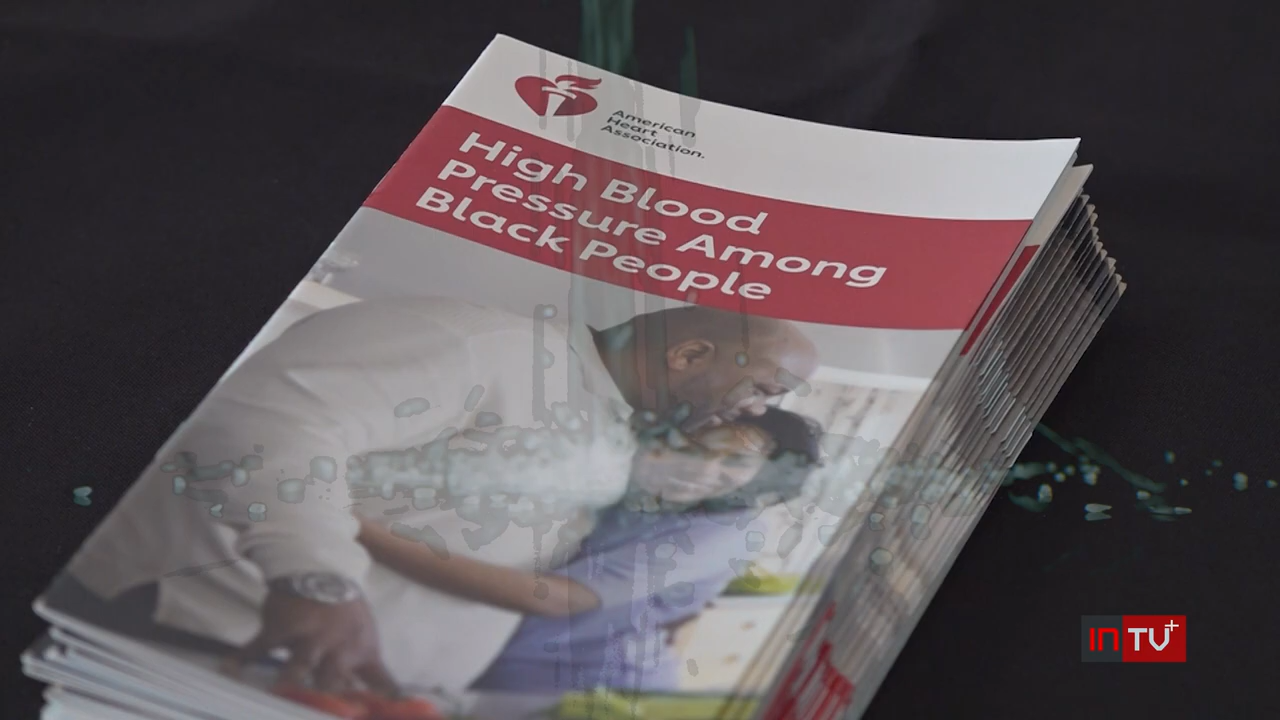 American
Heart
Association.
High Blood
Pressure Among
Black People
inTV+